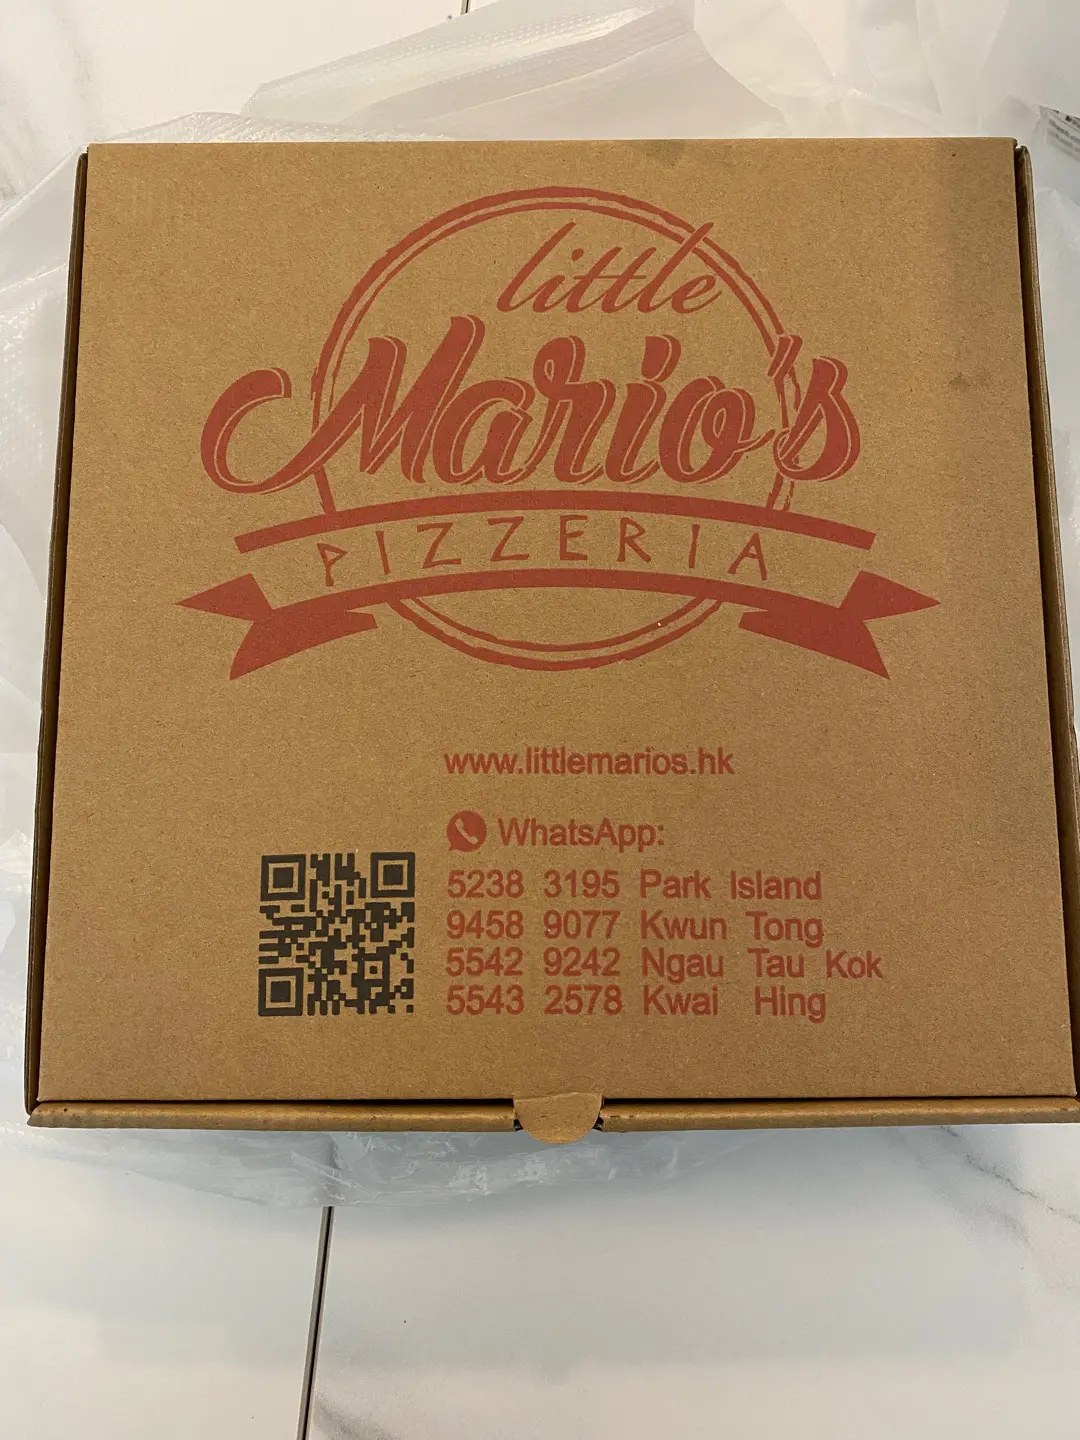 little
Mario's
PIZZERIA
www.littlemarios.hk
WhatsApp:
5238 3195 Park Island
9458 9077 Kwun Tong
5542 9242 Ngau Tau Kok
5543 2578 Kwai Hing